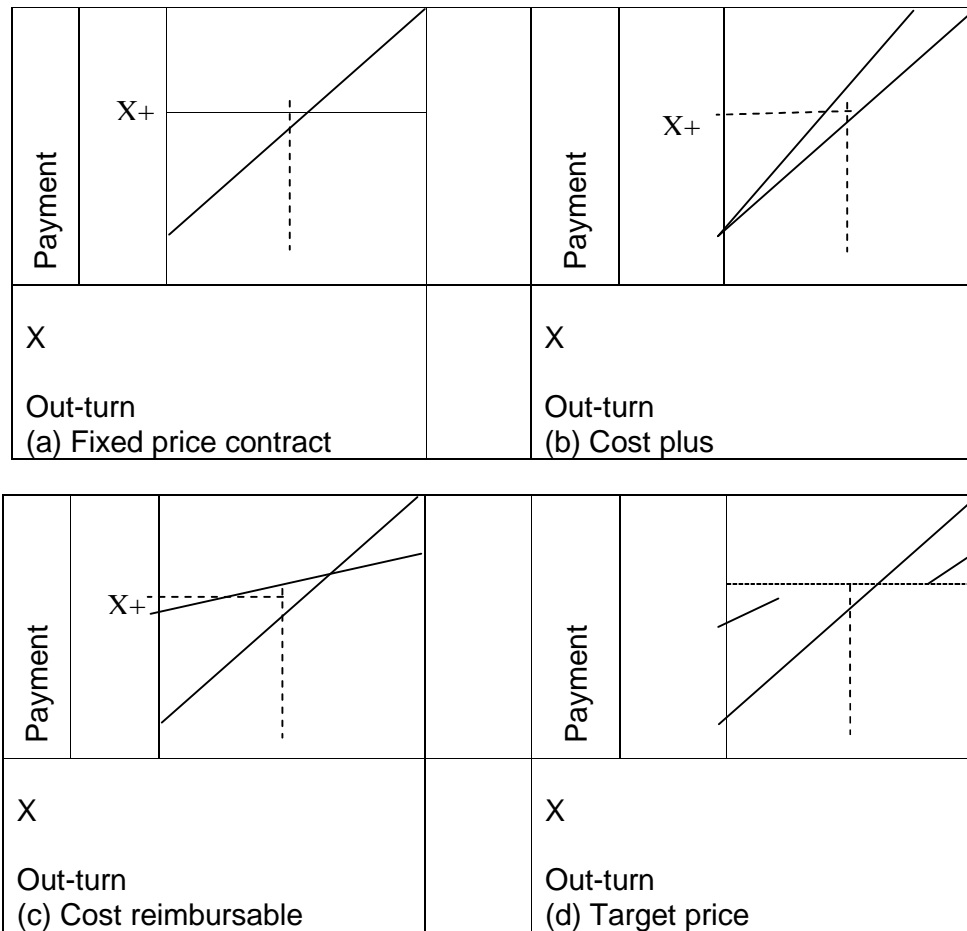 Payment
X+
X
Out-turn
(a) Fixed price contract
Payment
X+
X
Out-turn
(b) Cost plus
Payment
X+
X
Out-turn
(c) Cost reimbursable
Payment
X
Out-turn
(d) Target price